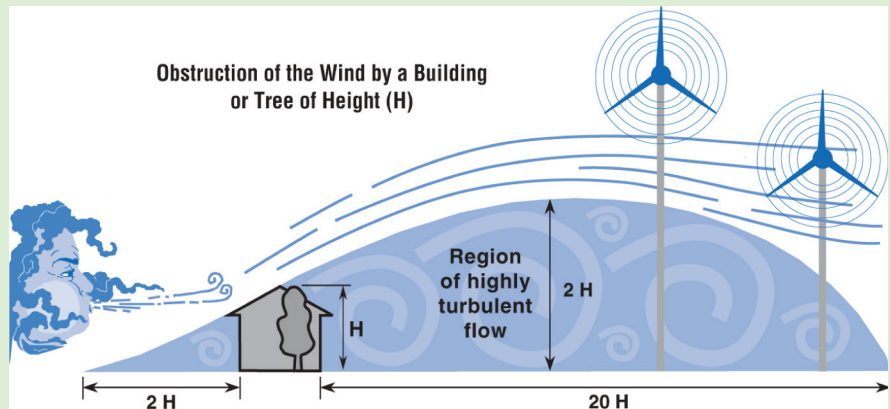 Obstruction of the Wind by a Building
or Tree of Height (H)
Region
of highly
turbulent
flow
2 H
H
2 H
20 H